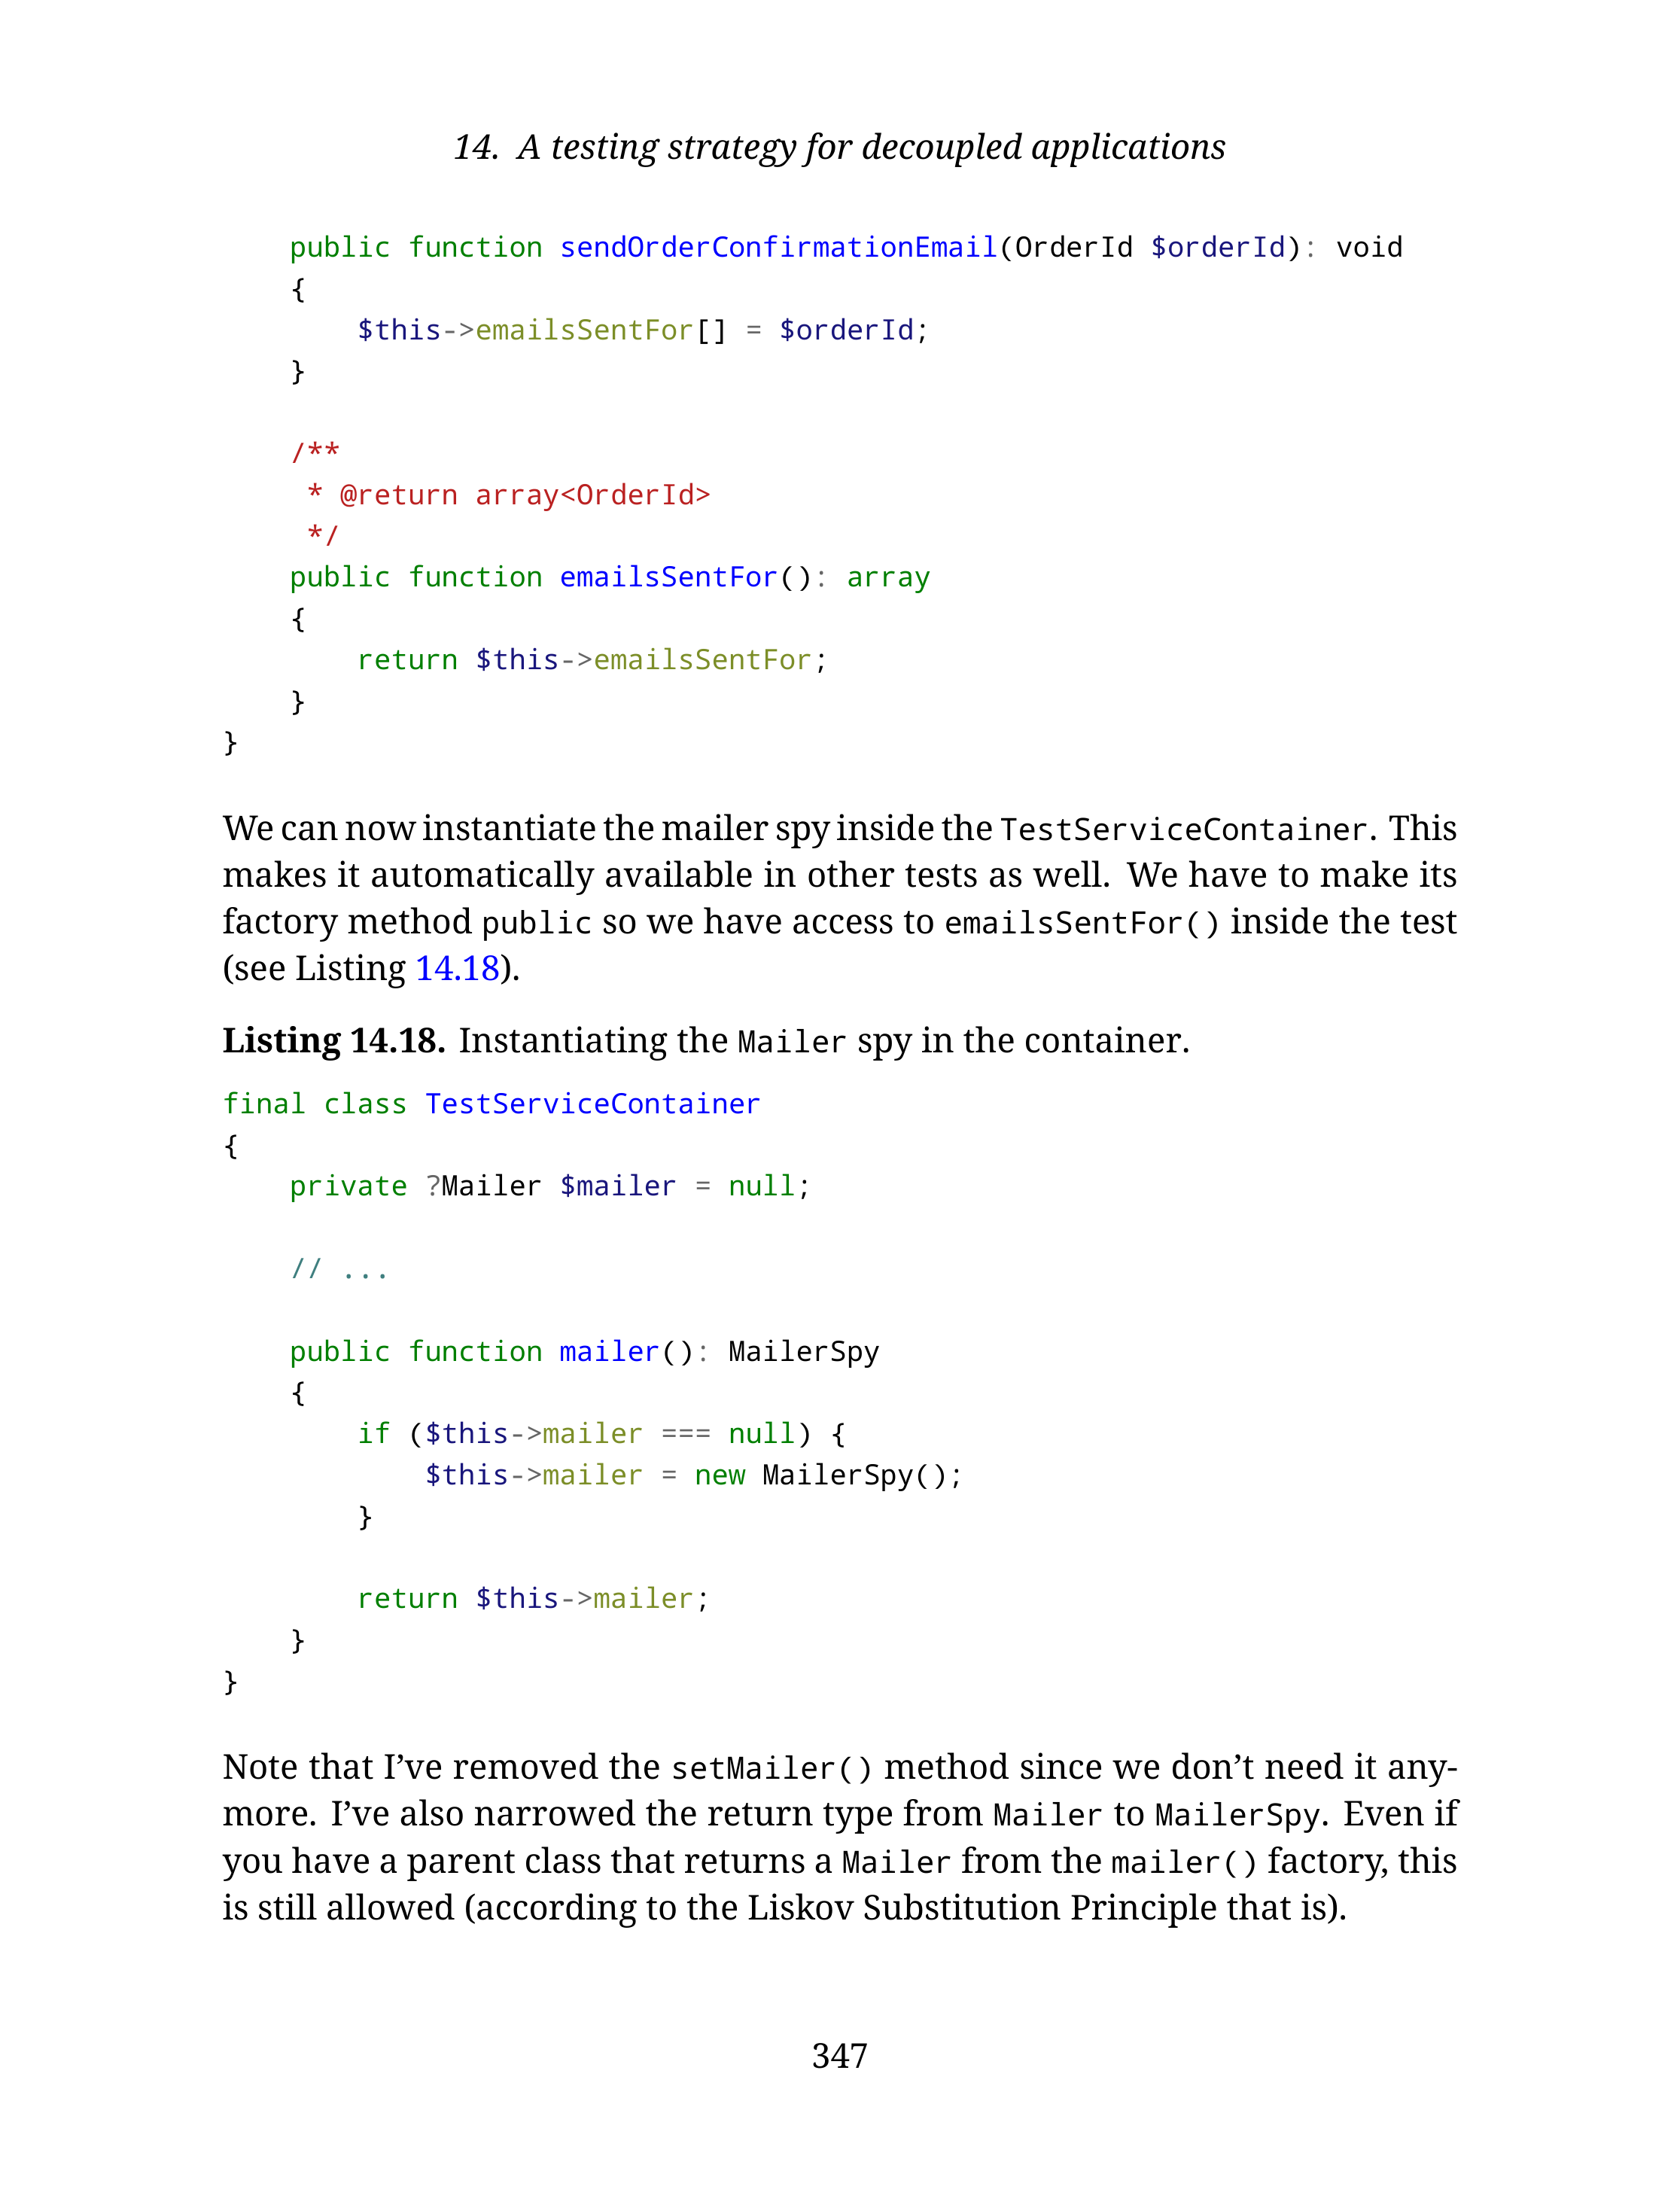 14. A testing strategy for decoupled applications
    public function sendOrderConfirmationEmail(OrderId $orderId): void
    {
        $this->emailsSentFor[] = $orderId;
    }

    /**
     * @return array<OrderId>
     */
    public function emailsSentFor(): array
    {
        return $this->emailsSentFor;
    }
}
We can now instantiate the mailer spy inside the TestServiceContainer. This
makes it automatically available in other tests as well. We have to make its
factory method public so we have access to emailsSentFor() inside the test
(see Listing 14.18).
Listing 14.18. Instantiating the Mailer spy in the container.
final class TestServiceContainer
{
    private ?Mailer $mailer = null;

    // ...

    public function mailer(): MailerSpy
    {
        if ($this->mailer === null) {
            $this->mailer = new MailerSpy();
        }

        return $this->mailer;
    }
}
Note that I’ve removed the setMailer() method since we don’t need it any-
more. I’ve also narrowed the return type from Mailer to MailerSpy. Even if
you have a parent class that returns a Mailer from the mailer() factory, this
is still allowed (according to the Liskov Substitution Principle that is).
347